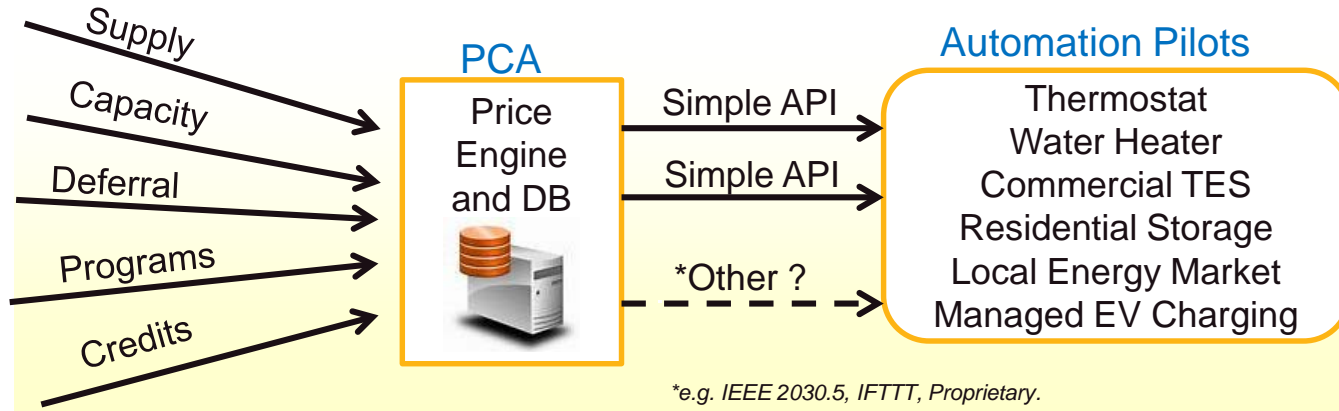 Supply
Capacity
Deferral
Programs
Credits
PCA
Price
Engine
and DB
Simple API
Simple API
*Other ?
Automation Pilots
Thermostat
Water Heater
Commercial TES
Residential Storage
Local Energy Market
Managed EV Charging
*e.g. IEEE 2030.5, IFTTT, Proprietary.